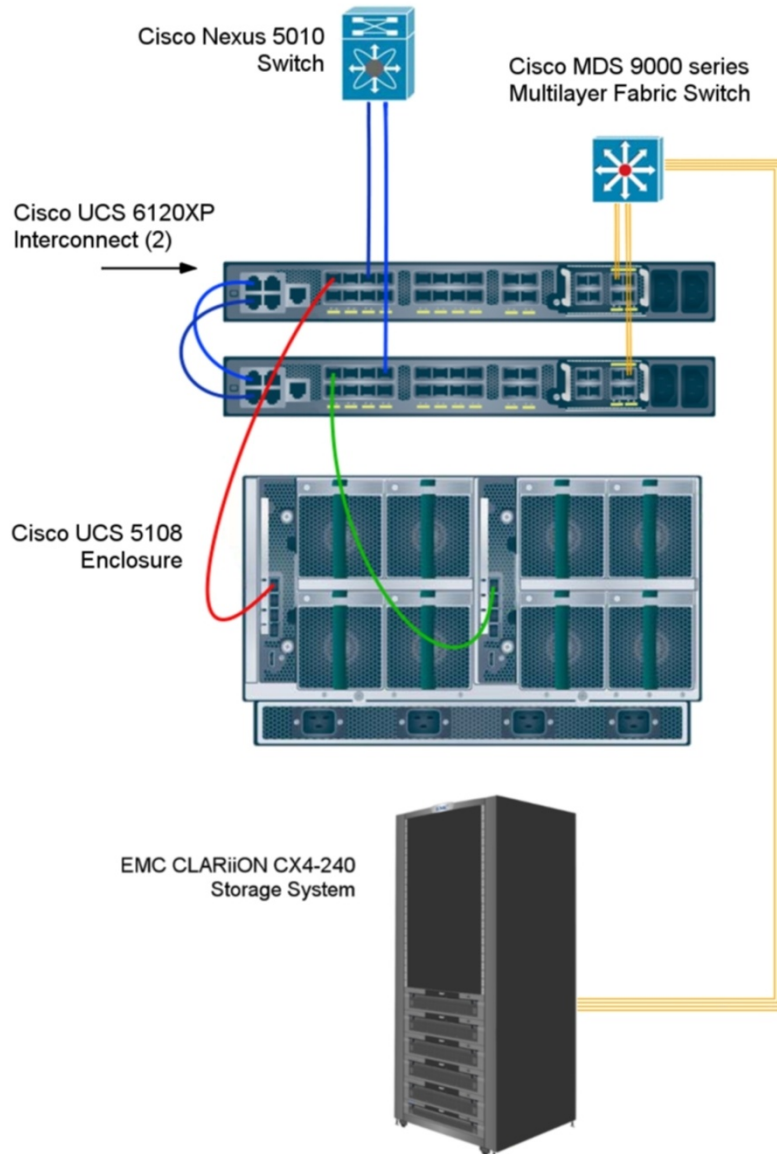 Cisco Nexus 5010
Switch
Cisco MDS 9000 series
Multilayer Fabric Switch
Cisco UCS 6120XP
Interconnect (2)
Cisco UCS 5108
Enclosure
EMC CLARiiON CX4-240
Storage System